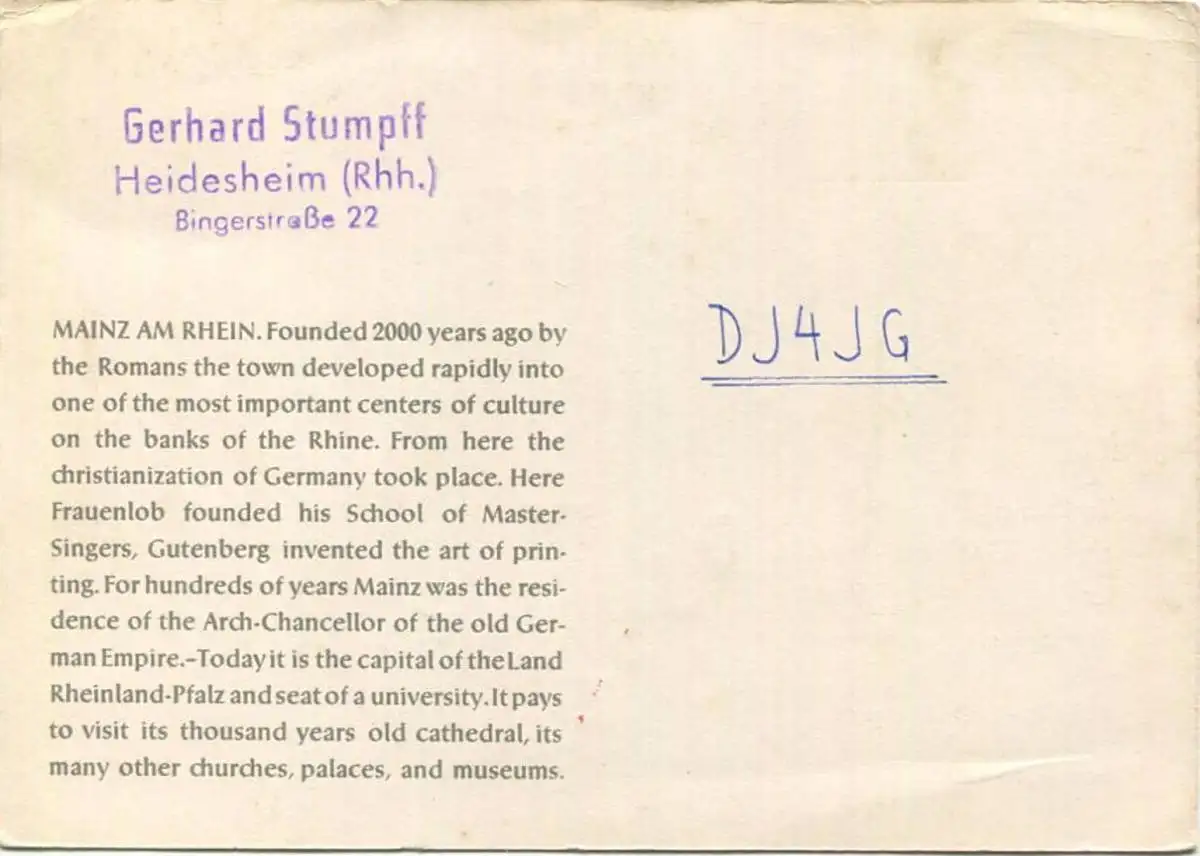 Gerhard Stumpff
Heidesheim (Rhh.)
Bingerstraße 22
MAINZ AM RHEIN. Founded 2000 years ago by
the Romans the town developed rapidly into
one of the most important centers of culture
on the banks of the Rhine. From here the
christianization of Germany took place. Here
Frauenlob founded his School of Master-
Singers, Gutenberg invented the art of prin-
ting. For hundreds of years Mainz was the resi-
dence of the Arch-Chancellor of the old Ger-
man Empire.–Today it is the capital of the Land
Rheinland-Pfalz and seat of a university. It pays
to visit its thousand years old cathedral, its
many other churches, palaces, and museums.
DJ4JG